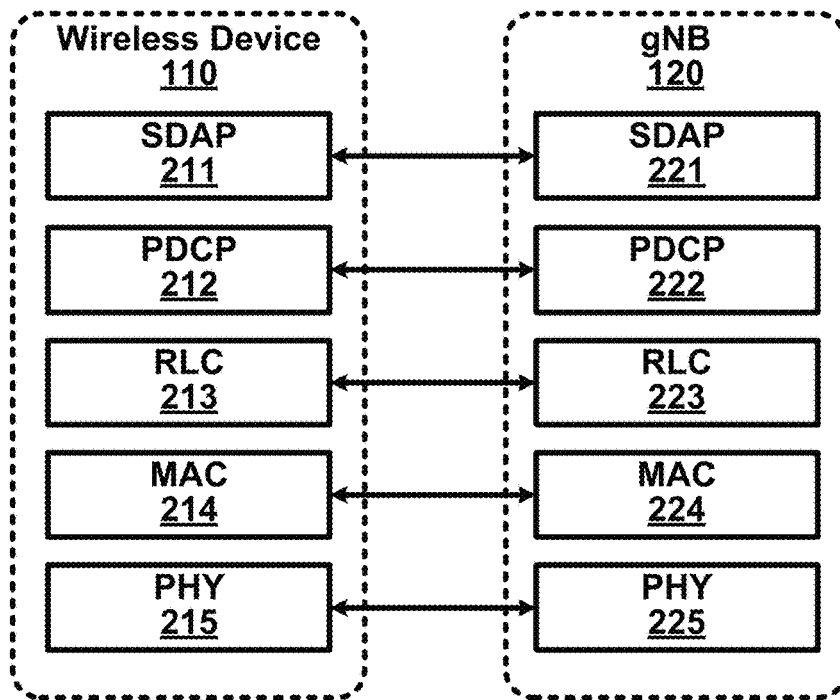 Wireless Device
110
SDAP
211
PDCP
212
RLC
213
MAC
214
PHY
215
gNB
120
SDAP
221
PDCP
222
RLC
223
MAC
224
PHY
225